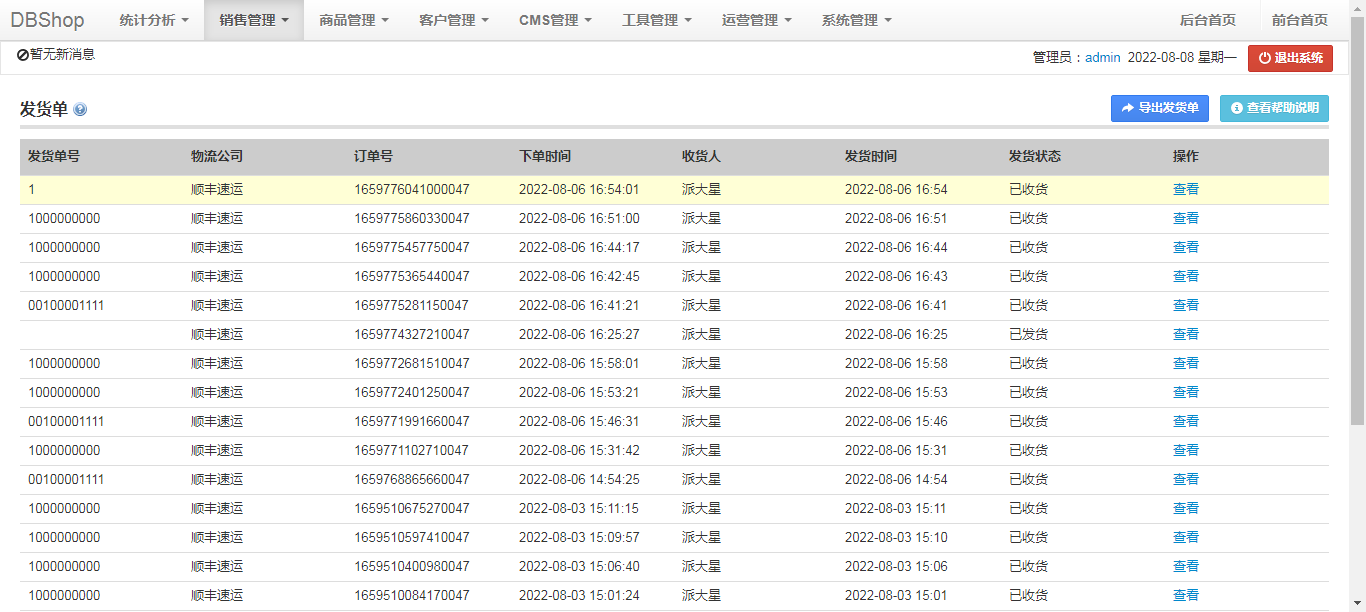 DBShop 统计分析 销售管理 商品管理 客户管理 CMS管理 工具管理 运营管理 系统管理 后台首页 前台首页
暂无新消息 管理员：admin 2022-08-08 星期一 退出系统
发货单 导出发货单 查看帮助说明
发货单号 物流公司 订单号 下单时间 收货人 发货时间 发货状态 操作
1 顺丰速运 1659776041000047 2022-08-06 16:54:01 派大星 2022-08-06 16:54 已收货 查看
1000000000 顺丰速运 1659775860330047 2022-08-06 16:51:00 派大星 2022-08-06 16:51 已收货 查看
1000000000 顺丰速运 1659775457750047 2022-08-06 16:44:17 派大星 2022-08-06 16:44 已收货 查看
1000000000 顺丰速运 1659775365440047 2022-08-06 16:42:45 派大星 2022-08-06 16:43 已收货 查看
00100001111 顺丰速运 1659775281150047 2022-08-06 16:41:21 派大星 2022-08-06 16:41 已收货 查看
顺丰速运 1659774327210047 2022-08-06 16:25:27 派大星 2022-08-06 16:25 已发货 查看
1000000000 顺丰速运 1659772681510047 2022-08-06 15:58:01 派大星 2022-08-06 15:58 已收货 查看
1000000000 顺丰速运 1659772401250047 2022-08-06 15:53:21 派大星 2022-08-06 15:53 已收货 查看
00100001111 顺丰速运 1659771991660047 2022-08-06 15:46:31 派大星 2022-08-06 15:46 已收货 查看
1000000000 顺丰速运 1659771102710047 2022-08-06 15:31:42 派大星 2022-08-06 15:31 已收货 查看
00100001111 顺丰速运 1659768865660047 2022-08-06 14:54:25 派大星 2022-08-06 14:54 已收货 查看
1000000000 顺丰速运 1659510675270047 2022-08-03 15:11:15 派大星 2022-08-03 15:11 已收货 查看
1000000000 顺丰速运 1659510597410047 2022-08-03 15:09:57 派大星 2022-08-03 15:10 已收货 查看
1000000000 顺丰速运 1659510400980047 2022-08-03 15:06:40 派大星 2022-08-03 15:06 已收货 查看
1000000000 顺丰速运 1659510084170047 2022-08-03 15:01:24 派大星 2022-08-03 15:01 已收货 查看